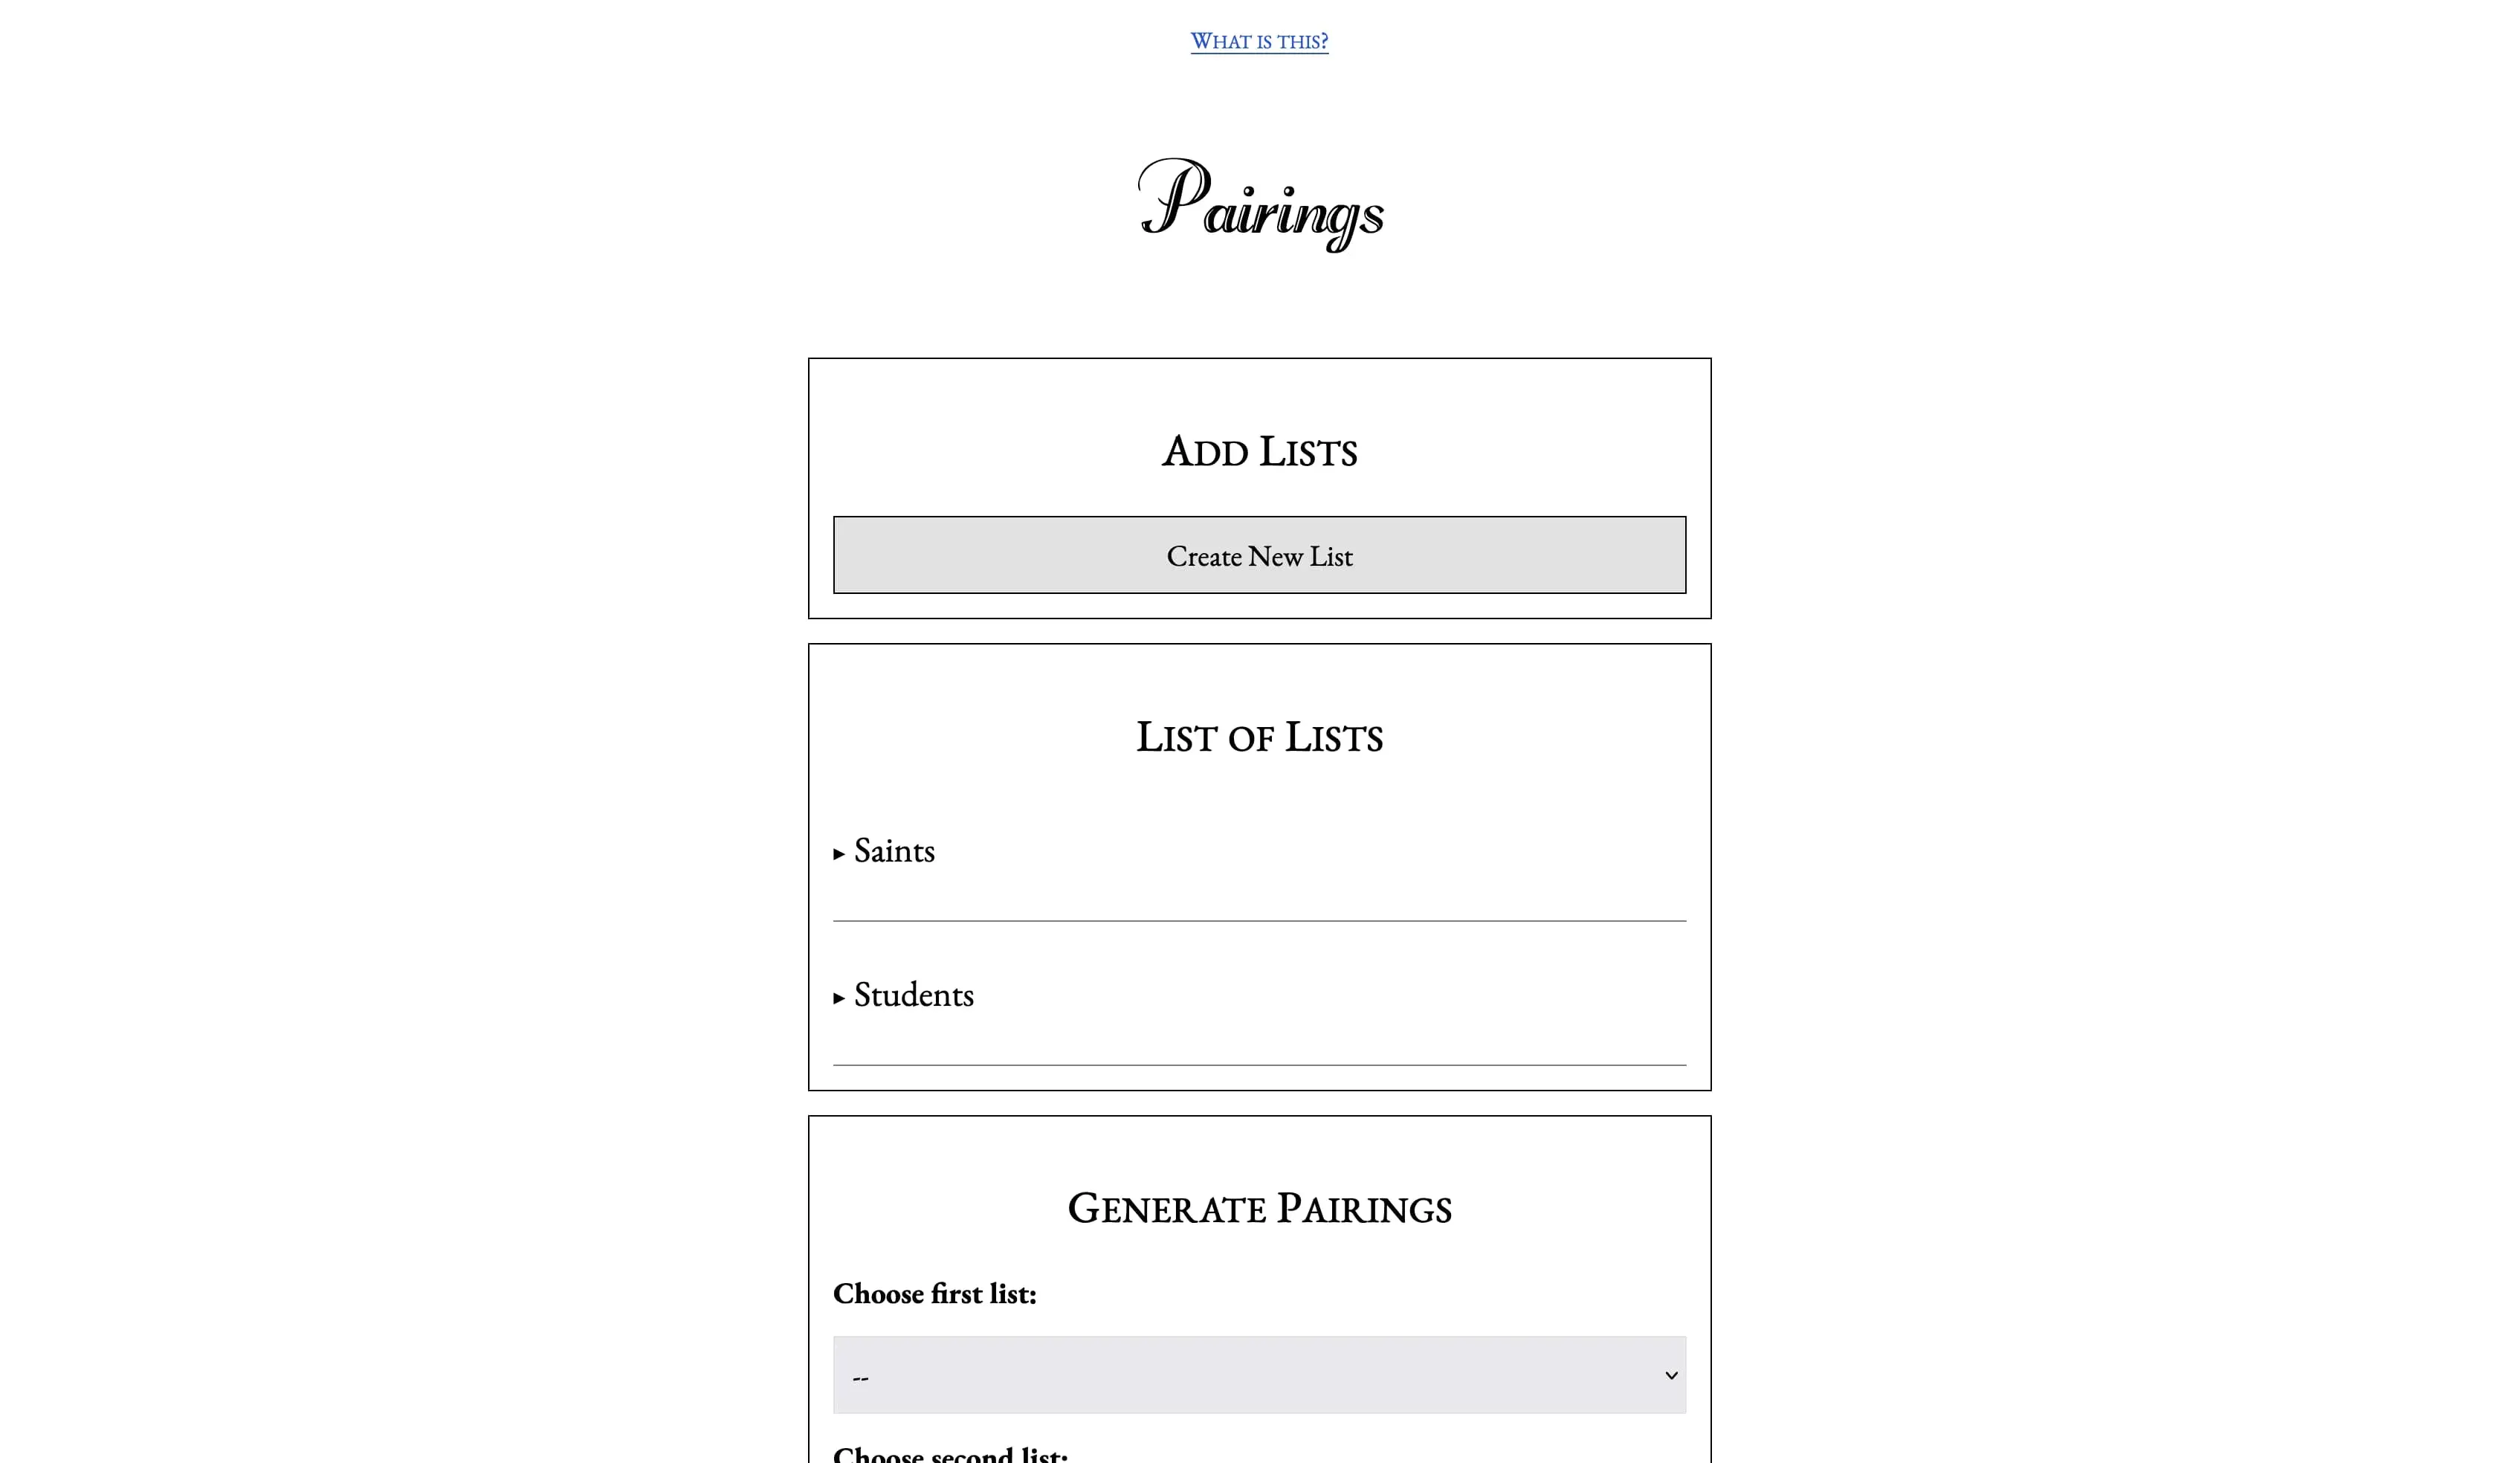 What is this?
Pairings
Add Lists
Create New List
List of Lists
▸ Saints
▸ Students
Generate Pairings
Choose first list:
--
Choose second list: